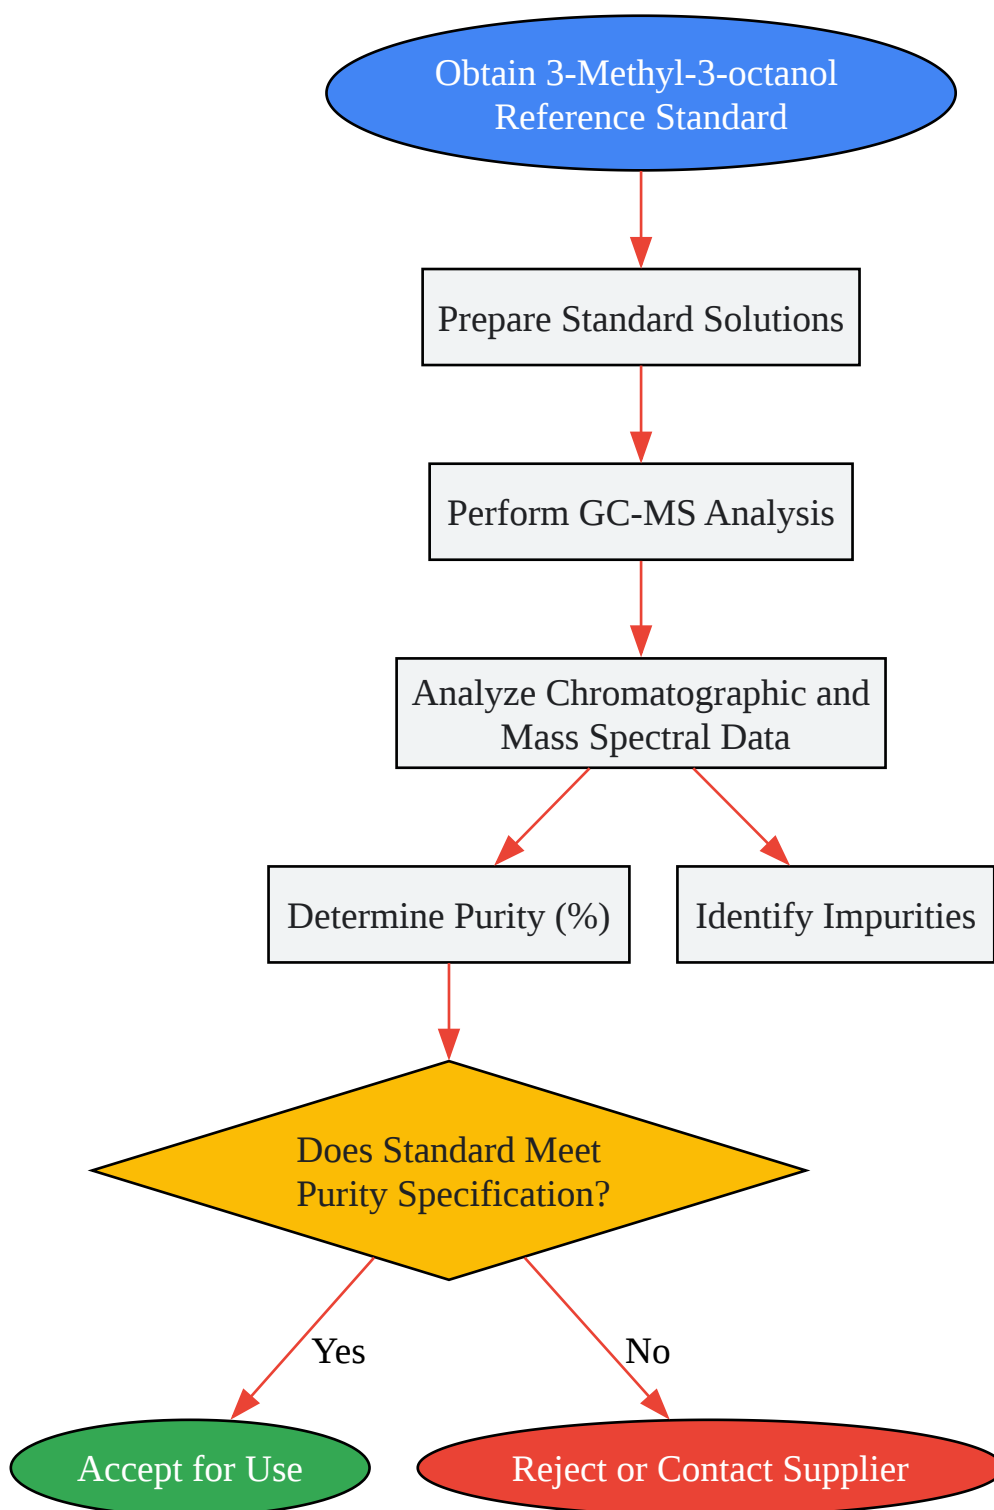 Obtain 3-Methyl-3-octanol
Reference Standard
Prepare Standard Solutions
Perform GC-MS Analysis
Analyze Chromatographic and
Mass Spectral Data
Determine Purity (%)
Identify Impurities
Does Standard Meet
Purity Specification?
Yes
No
Accept for Use
Reject or Contact Supplier